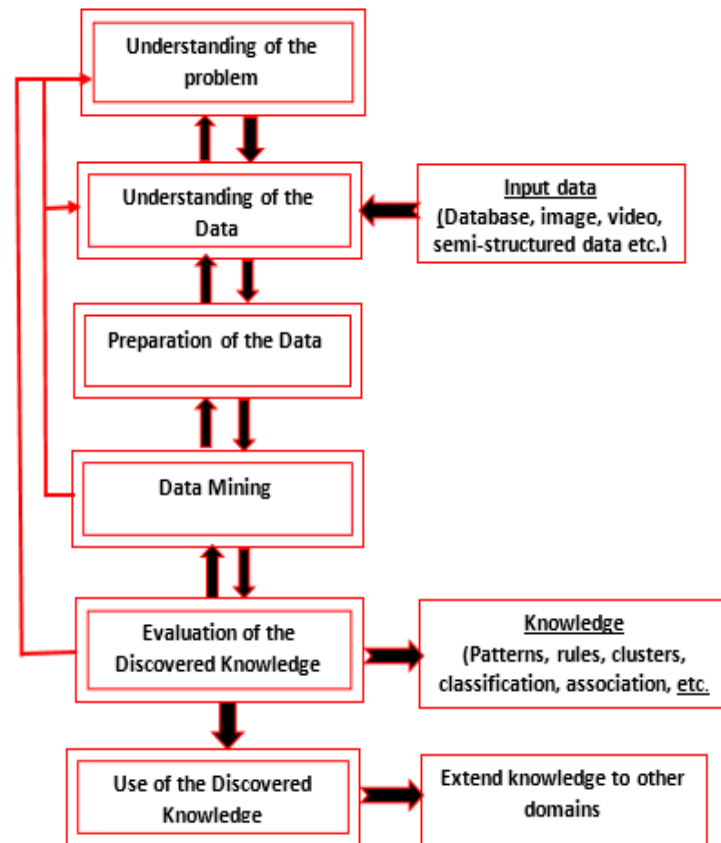 Understanding of the
problem
Understanding of the
Data
Input data
(Database, image, video,
semi-structured data etc.)
Preparation of the Data
Data Mining
Evaluation of the
Discovered Knowledge
Knowledge
(Patterns, rules, clusters,
classification, association, etc.
Use of the Discovered
Knowledge
Extend knowledge to other
domains